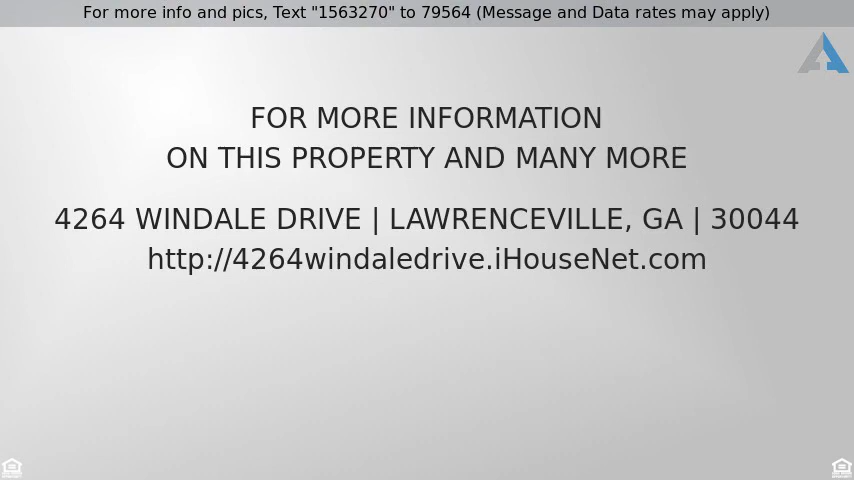 For more info and pics, Text "1563270" to 79564 (Message and Data rates may apply)
FOR MORE INFORMATION
ON THIS PROPERTY AND MANY MORE
4264 WINDALE DRIVE | LAWRENCEVILLE, GA | 30044
http://4264windaledrive.iHouseNet.com